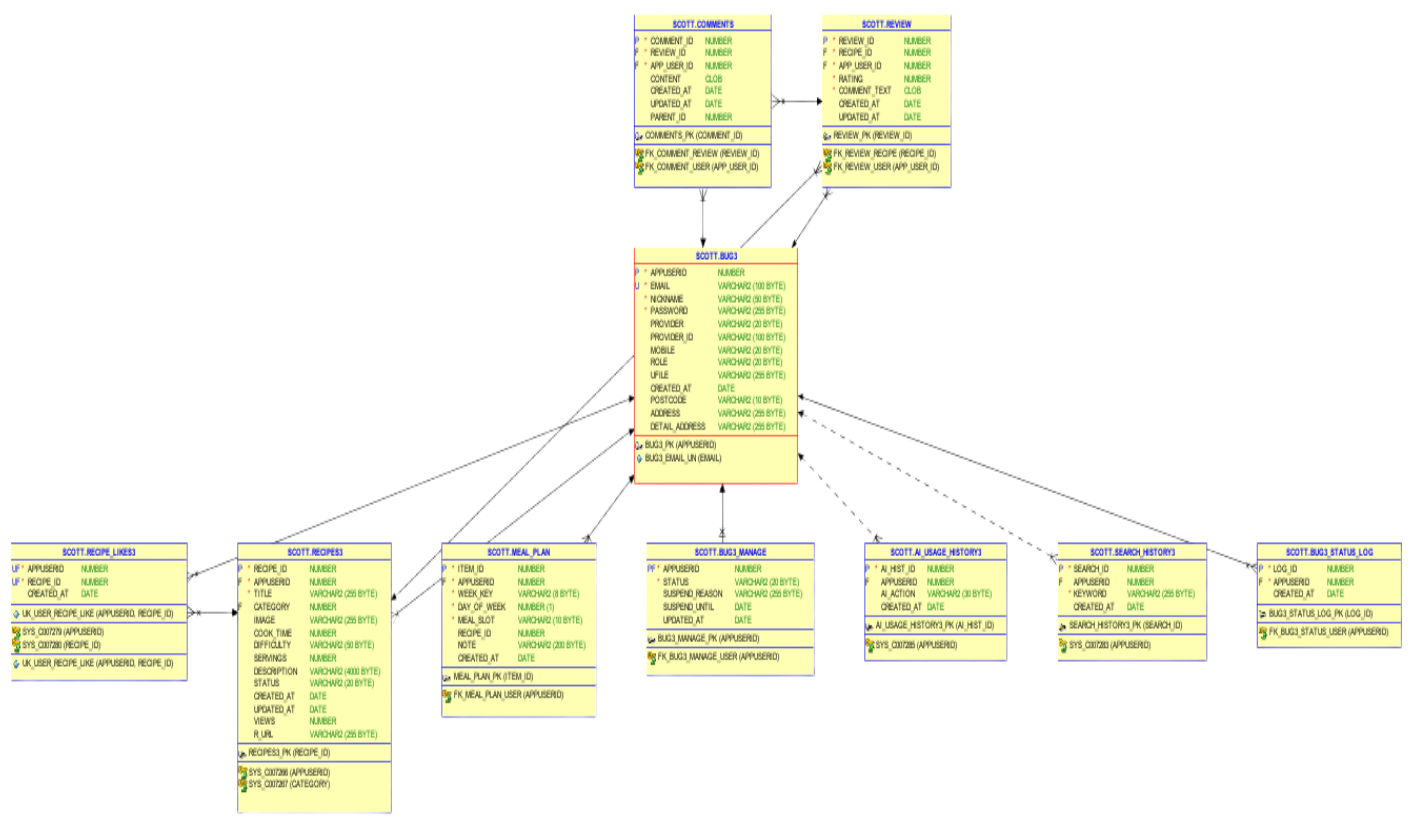 SCOTT.COMMENTS
P * COMMENT_ID NUMBER
F * REVIEW_ID NUMBER
F * APP_USER_ID NUMBER
CONTENT CLOB
CREATED_AT DATE
UPDATED_AT DATE
PARENT_ID NUMBER
COMMENTS_PK (COMMENT_ID)
FK_COMMENT_REVIEW (REVIEW_ID)
FK_COMMENT_USER (APP_USER_ID)
SCOTT.REVIEW
P * REVIEW_ID NUMBER
F * RECIPE_ID NUMBER
F * APP_USER_ID NUMBER
* RATING NUMBER
* COMMENT_TEXT CLOB
CREATED_AT DATE
UPDATED_AT DATE
REVIEW_PK (REVIEW_ID)
FK_REVIEW_RECIPE (RECIPE_ID)
FK_REVIEW_USER (APP_USER_ID)
SCOTT.BUG3
P * APPUSERID NUMBER
U * EMAIL VARCHAR2 (100 BYTE)
* NICKNAME VARCHAR2 (50 BYTE)
* PASSWORD VARCHAR2 (255 BYTE)
PROVIDER VARCHAR2 (20 BYTE)
PROVIDER_ID VARCHAR2 (100 BYTE)
MOBILE VARCHAR2 (20 BYTE)
ROLE VARCHAR2 (20 BYTE)
UFILE VARCHAR2 (255 BYTE)
CREATED_AT DATE
POSTCODE VARCHAR2 (10 BYTE)
ADDRESS VARCHAR2 (255 BYTE)
DETAIL_ADDRESS VARCHAR2 (255 BYTE)
BUG3_PK (APPUSERID)
BUG3_EMAIL_UN (EMAIL)
SCOTT.RECIPE_LIKES3
UF * APPUSERID NUMBER
UF * RECIPE_ID NUMBER
CREATED_AT DATE
UK_USER_RECIPE_LIKE (APPUSERID, RECIPE_ID)
SYS_C007279 (APPUSERID)
SYS_C007280 (RECIPE_ID)
UK_USER_RECIPE_LIKE (APPUSERID, RECIPE_ID)
SCOTT.RECIPES3
P * RECIPE_ID NUMBER
F * APPUSERID NUMBER
* TITLE VARCHAR2 (255 BYTE)
F CATEGORY NUMBER
IMAGE VARCHAR2 (255 BYTE)
COOK_TIME NUMBER
DIFFICULTY VARCHAR2 (50 BYTE)
SERVINGS NUMBER
DESCRIPTION VARCHAR2 (4000 BYTE)
STATUS VARCHAR2 (20 BYTE)
CREATED_AT DATE
UPDATED_AT DATE
VIEWS NUMBER
R_URL VARCHAR2 (255 BYTE)
RECIPES3_PK (RECIPE_ID)
SYS_C007266 (APPUSERID)
SYS_C007267 (CATEGORY)
SCOTT.MEAL_PLAN
P * ITEM_ID NUMBER
F * APPUSERID NUMBER
* WEEK_KEY VARCHAR2 (8 BYTE)
* DAY_OF_WEEK NUMBER (1)
* MEAL_SLOT VARCHAR2 (10 BYTE)
RECIPE_ID NUMBER
NOTE VARCHAR2 (200 BYTE)
CREATED_AT DATE
MEAL_PLAN_PK (ITEM_ID)
FK_MEAL_PLAN_USER (APPUSERID)
SCOTT.BUG3_MANAGE
PF * APPUSERID NUMBER
* STATUS VARCHAR2 (20 BYTE)
SUSPEND_REASON VARCHAR2 (255 BYTE)
SUSPEND_UNTIL DATE
UPDATED_AT DATE
BUG3_MANAGE_PK (APPUSERID)
FK_BUG3_MANAGE_USER (APPUSERID)
SCOTT.AI_USAGE_HISTORY3
P * AI_HIST_ID NUMBER
F APPUSERID NUMBER
AI_ACTION VARCHAR2 (30 BYTE)
CREATED_AT DATE
AI_USAGE_HISTORY3_PK (AI_HIST_ID)
SYS_C007285 (APPUSERID)
SCOTT.SEARCH_HISTORY3
P * SEARCH_ID NUMBER
F APPUSERID NUMBER
* KEYWORD VARCHAR2 (255 BYTE)
CREATED_AT DATE
SEARCH_HISTORY3_PK (SEARCH_ID)
SYS_C007283 (APPUSERID)
SCOTT.BUG3_STATUS_LOG
P * LOG_ID NUMBER
F * APPUSERID NUMBER
CREATED_AT DATE
BUG3_STATUS_LOG_PK (LOG_ID)
FK_BUG3_STATUS_USER (APPUSERID)